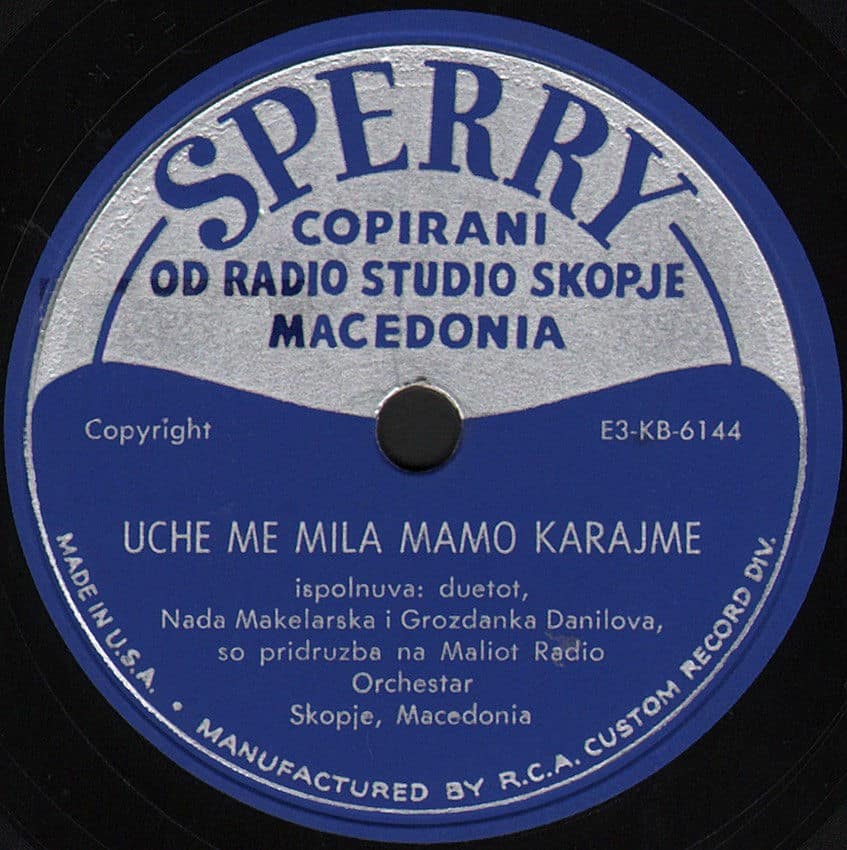 SPERRY
COPIRANI
OD RADIO STUDIO SKOPJE
MACEDONIA
Copyright
E3-KB-6144
UCHE ME MILA MAMO KARAJME
ispolnuva: duetot,
Nada Makelarska i Grozdanka Danilova,
so pridruzba na Maliot Radio
Orchestar
Skopje, Macedonia
MADE IN U.S.A. • MANUFACTURED BY R.C.A. CUSTOM RECORD DIV.